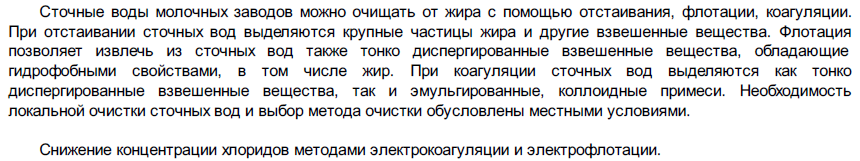 Сточные воды молочных заводов можно очищать от жира с помощью отстаивания, флотации, коагуляции.
При отстаивании сточных вод выделяются крупные частицы жира и другие взвешенные вещества. Флотация
позволяет извлечь из сточных вод также тонко диспергированные взвешенные вещества, обладающие
гидрофобными свойствами, в том числе жир. При коагуляции сточных вод выделяются как тонко
диспергированные взвешенные вещества, так и эмульгированные, коллоидные примеси. Необходимость
локальной очистки сточных вод и выбор метода очистки обусловлены местными условиями.
Снижение концентрации хлоридов методами электрокоагуляции и электрофлотации.